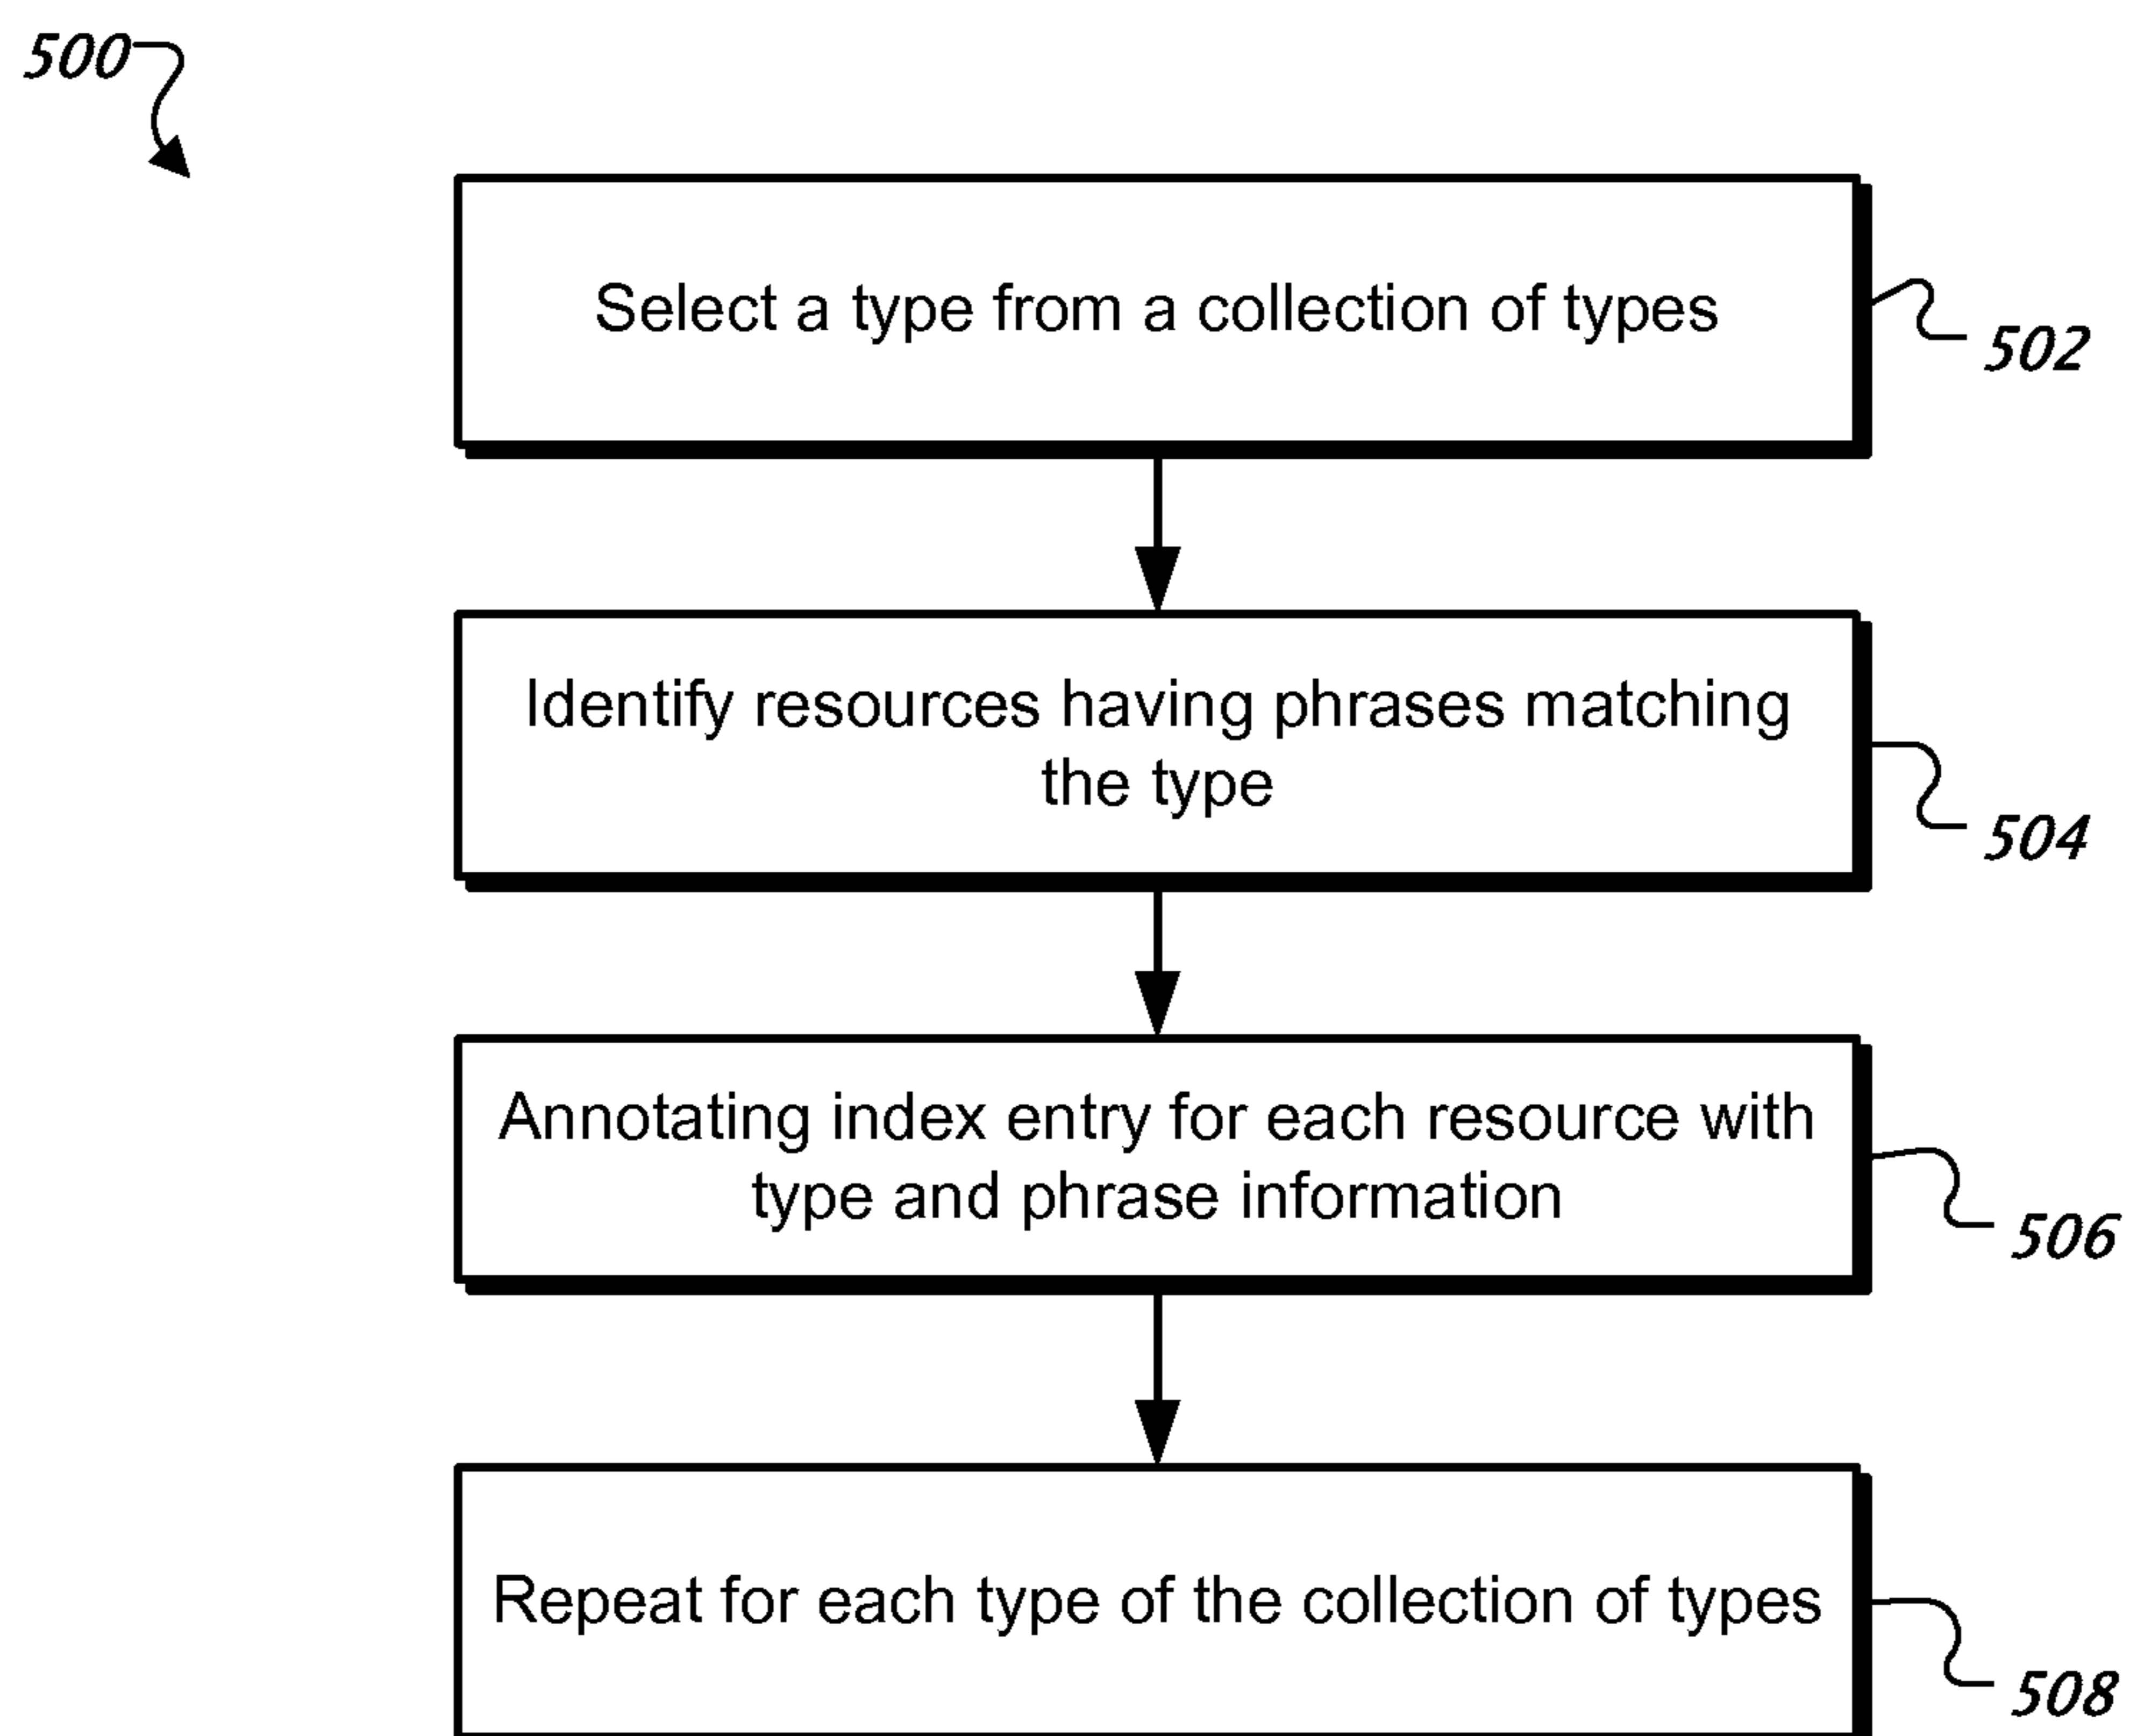 500
Select a type from a collection of types
502
Identify resources having phrases matching
the type
504
Annotating index entry for each resource with
type and phrase information
506
Repeat for each type of the collection of types
508